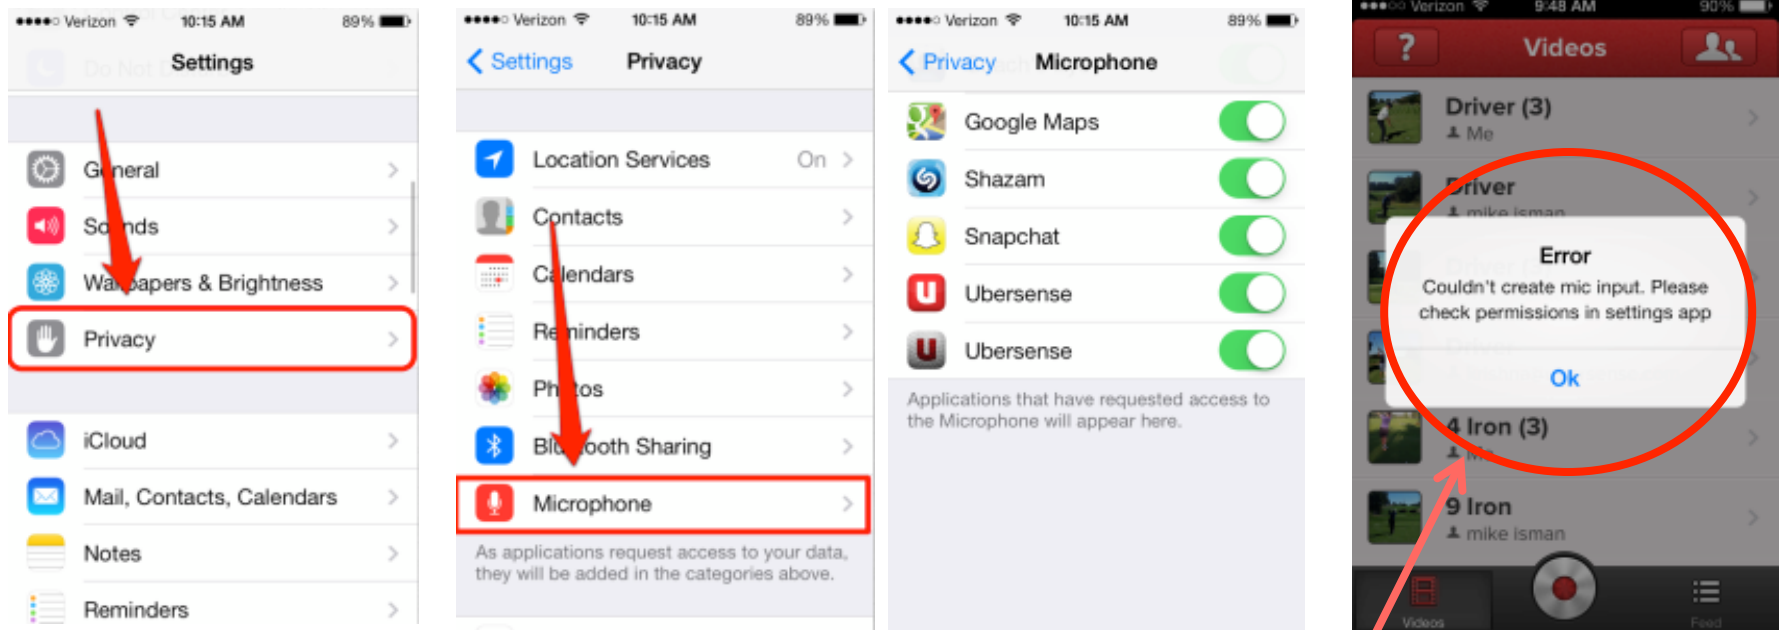 Verizon 10:15 AM 89%
Settings
General
Sounds
Wallpapers & Brightness
Privacy
iCloud
Mail, Contacts, Calendars
Notes
Reminders
Verizon 10:15 AM 89%
Settings Privacy
Location Services On
Contacts
Calendars
Reminders
Photos
Bluetooth Sharing
Microphone
As applications request access to your data,
they will be added in the categories above.
Verizon 10:15 AM 89%
Privacy Microphone
Google Maps
Shazam
Snapchat
Ubersense
Ubersense
Applications that have requested access to
the Microphone will appear here.
Verizon 9:48 AM 90%
? Videos
Driver (3)
Me
Driver
mike isman
Error
Couldn't create mic input. Please
check permissions in settings app
Ok
4 Iron (3)
Me
9 Iron
mike isman
Videos Feed